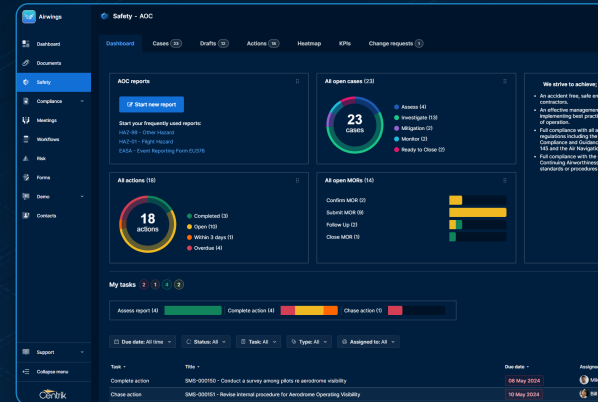 Airwings
Safety - AOC
Dashboard
Documents
Safety
Compliance
Meetings
Workflows
Risk
Forms
Demo
Contacts
Support
Collapse menu
Centrik
Dashboard
Cases 23
Drafts 12
Actions 18
Heatmap
KPIs
Change requests 1
AOC reports
Start new report
Start your frequently used reports:
HAZ-98 - Other Hazard
HAZ-01 - Flight Hazard
EASA - Event Reporting Form EU376
All open cases (23)
23
cases
Assess (4)
Investigate (13)
Mitigation (2)
Monitor (2)
Ready to Close (2)
We strive to achieve;
An accident free, safe en
contractors.
An effective managemen
implementing best practi
of operation.
Full compliance with all a
regulations including the
Compliance and Guidanc
145 and the Air Navigatio
Full compliance with the
Continuing Airworthiness
standards or procedures
All actions (18)
18
actions
Completed (3)
Open (10)
Within 3 days (1)
Overdue (4)
All open MORs (14)
Confirm MOR (2)
Submit MOR (9)
Follow Up (2)
Close MOR (1)
My tasks 2 1 4 2
Assess report (4)
Complete action (4)
Chase action (1)
Due date: All time
Status: All
Task: All
Type: All
Assigned to: All
Task
Title
Due date
Assigne
Complete action
SMS-000150 - Conduct a survey among pilots re aerodrome visibility
08 May 2024
Mik
Chase action
SMS-000151 - Revise internal procedure for Aerodrome Operating Visibility
10 May 2024
Bill